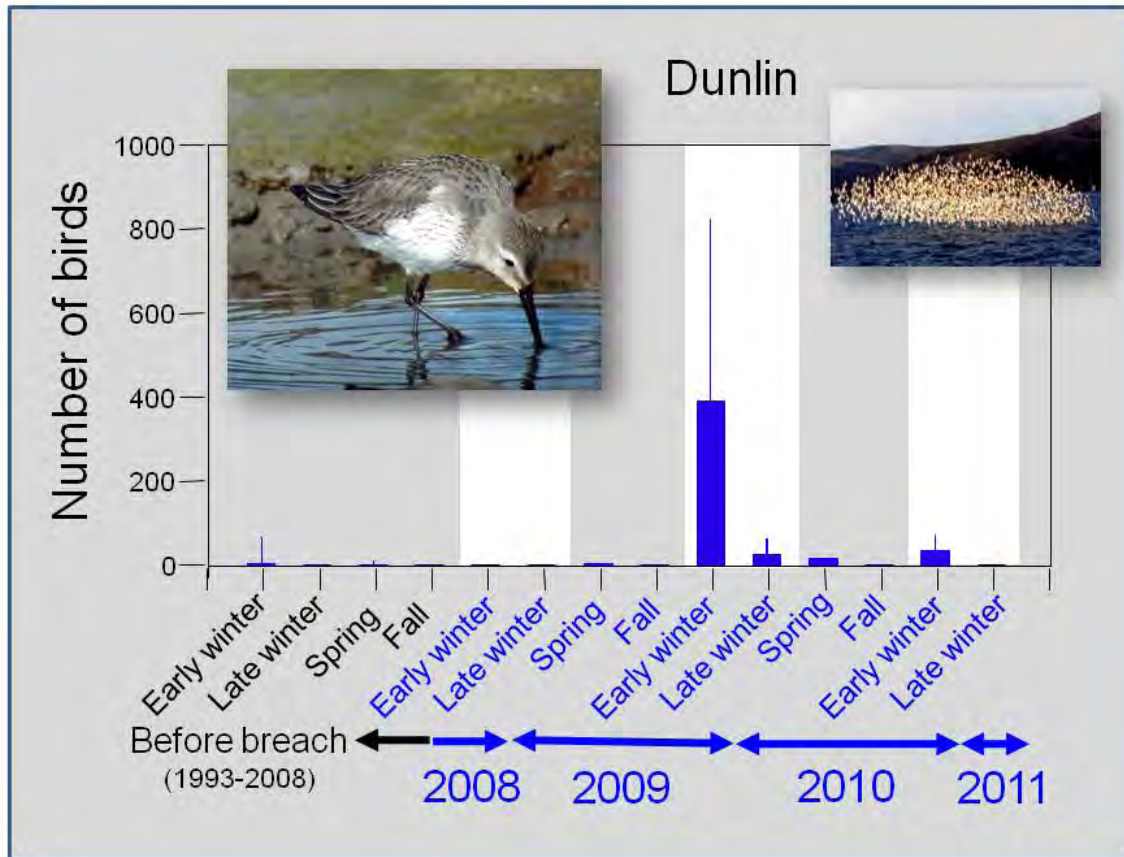 Dunlin
Number of birds
1000
800
600
400
200
0
Early winter
Late winter
Spring
Fall
Early winter
Late winter
Spring
Fall
Early winter
Late winter
Spring
Fall
Early winter
Late winter
Before breach
(1993-2008)
2008
2009
2010
2011